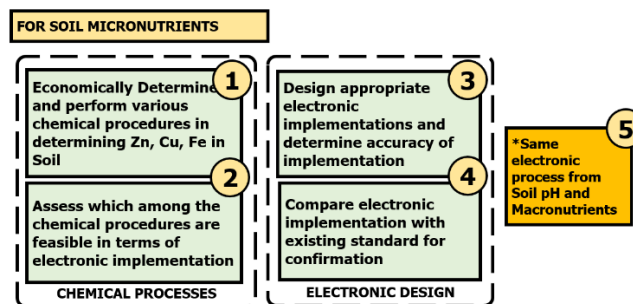 FOR SOIL MICRONUTRIENTS
1
Economically Determine
and perform various
chemical procedures in
determining Zn, Cu, Fe in
Soil
2
Assess which among the
chemical procedures are
feasible in terms of
electronic implementation
CHEMICAL PROCESSES
3
Design appropriate
electronic
implementations and
determine accuracy of
implementation
4
Compare electronic
implementation with
existing standard for
confirmation
ELECTRONIC DESIGN
5
*Same
electronic
process from
Soil pH and
Macronutrients